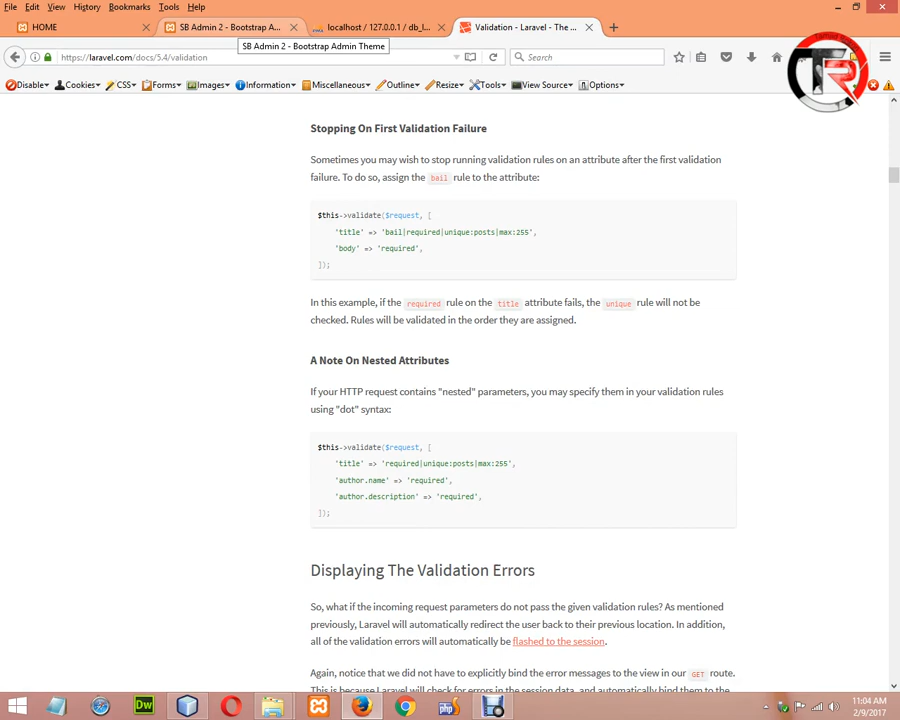 File Edit View History Bookmarks Tools Help
HOME
SB Admin 2 - Bootstrap A...
localhost / 127.0.0.1 / db_l...
Validation - Laravel - The ...
SB Admin 2 - Bootstrap Admin Theme
https://laravel.com/docs/5.4/validation
Search
Disable Cookies CSS Forms Images Information Miscellaneous Outline Resize Tools View Source Options
TR
Stopping On First Validation Failure
Sometimes you may wish to stop running validation rules on an attribute after the first validation
failure. To do so, assign the bail rule to the attribute:
$this->validate($request, [
'title' => 'bail|required|unique:posts|max:255',
'body' => 'required',
]);
In this example, if the required rule on the title attribute fails, the unique rule will not be
checked. Rules will be validated in the order they are assigned.
A Note On Nested Attributes
If your HTTP request contains "nested" parameters, you may specify them in your validation rules
using "dot" syntax:
$this->validate($request, [
'title' => 'required|unique:posts|max:255',
'author.name' => 'required',
'author.description' => 'required',
]);
Displaying The Validation Errors
So, what if the incoming request parameters do not pass the given validation rules? As mentioned
previously, Laravel will automatically redirect the user back to their previous location. In addition,
all of the validation errors will automatically be flashed to the session.
Again, notice that we did not have to explicitly bind the error messages to the view in our GET route.
This is because Laravel will check for errors in the session data, and automatically bind them to the
Dw
php
11:04 AM
2/9/2017